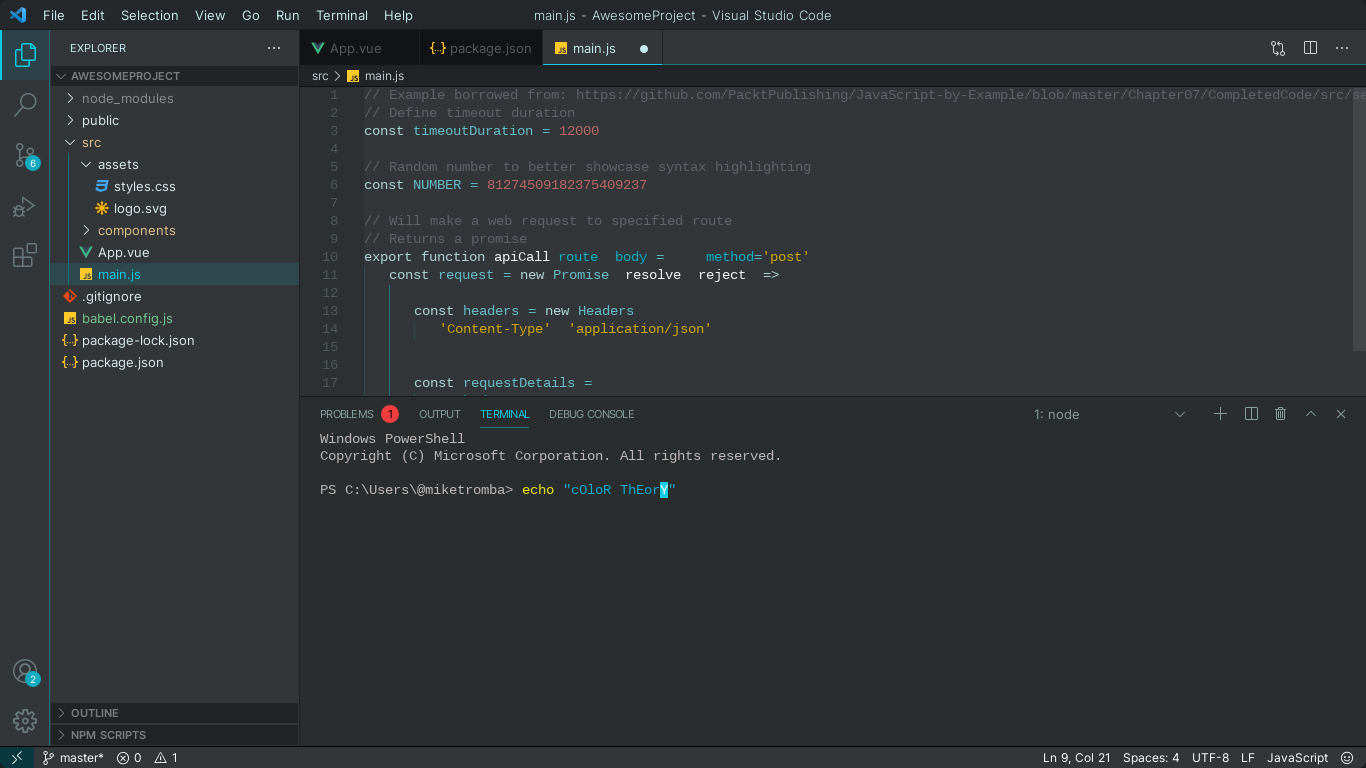 File Edit Selection View Go Run Terminal Help
main.js - AwesomeProject - Visual Studio Code
EXPLORER
AWESOMEPROJECT
node_modules
public
src
assets
styles.css
logo.svg
components
App.vue
main.js
.gitignore
babel.config.js
package-lock.json
package.json
OUTLINE
NPM SCRIPTS
6
2
App.vue package.json main.js
src main.js
1 // Example borrowed from: https://github.com/PacktPublishing/JavaScript-by-Example/blob/master/Chapter07/CompletedCode/src/se
2 // Define timeout duration
3 const timeoutDuration = 12000
4
5 // Random number to better showcase syntax highlighting
6 const NUMBER = 81274509182375409237
7
8 // Will make a web request to specified route
9 // Returns a promise
10 export function apiCall route body = method='post'
11 const request = new Promise resolve reject =>
12
13 const headers = new Headers
14 'Content-Type' 'application/json'
15
16
17 const requestDetails =
PROBLEMS 1 OUTPUT TERMINAL DEBUG CONSOLE 1: node
Windows PowerShell
Copyright (C) Microsoft Corporation. All rights reserved.
PS C:\Users\@miketromba> echo "cOloR ThEorY"
master* 0 1 Ln 9, Col 21 Spaces: 4 UTF-8 LF JavaScript